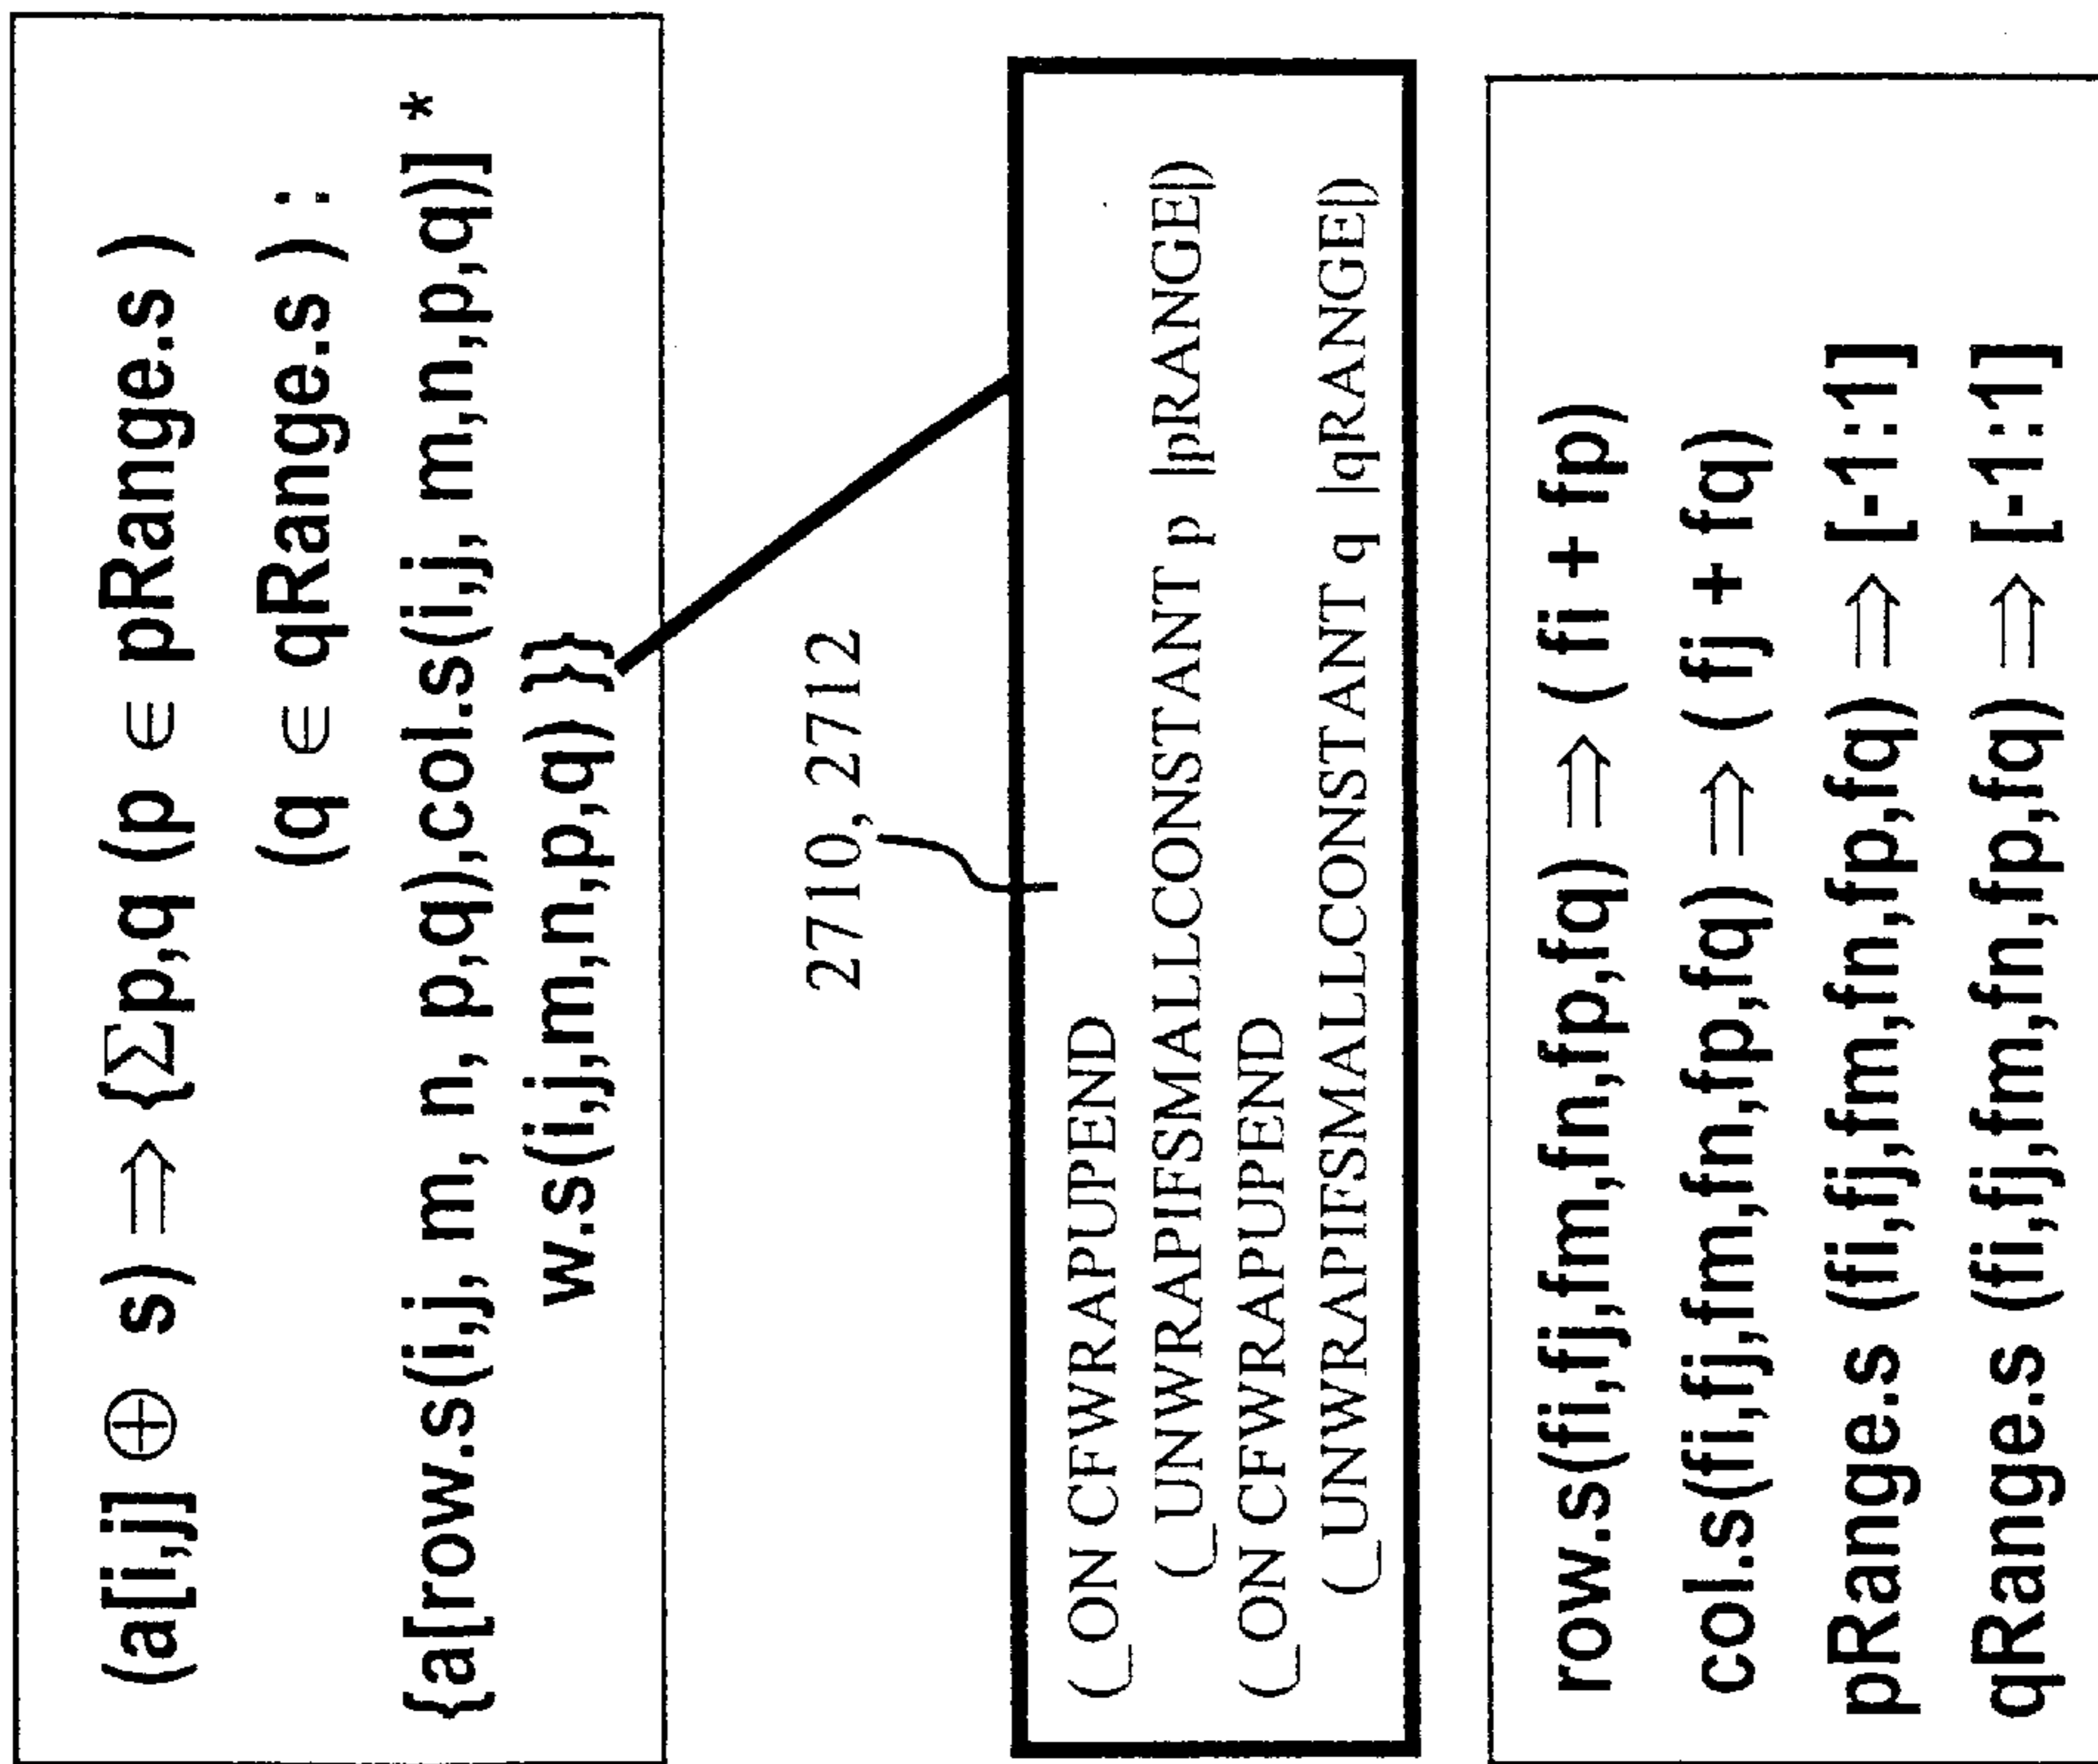 (a[i,j] ⊕ s) ⇒ {Σp,q (p ∈ pRange.s )
(q ∈ qRange.s ) :
{a[row.s(i,j, m, n, p,q),col.s(i,j, m,n,p,q)] *
w.s(i,j,m,n,p,q) }}
2710, 2712
(_ON CFWRAPUPEND
(_UNWRAPIFSMALLLCONSTANT p |pRANGE|)
(_ON CFWRAPUPEND
(_UNWRAPIFSMALLLCONSTANT q |qRANGE|)
row.s(fi,fj,fm,fn,fp,fq) ⇒ ( fi + fp)
col.s(fi,fj,fm,fn,fp,fq) ⇒ ( fj + fq)
pRange.s (fi,fj,fm,fn,fp,fq) ⇒ [-1:1]
qRange.s (fi,fj,fm,fn,fp,fq) ⇒ [-1:1]